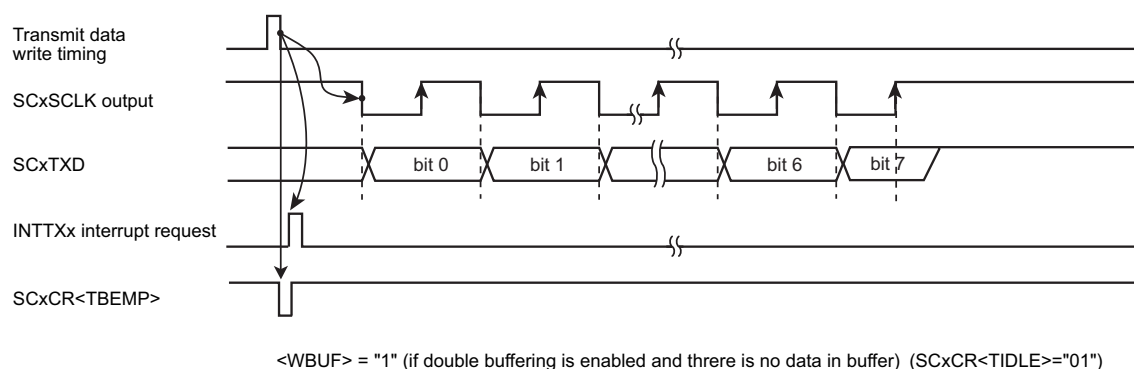 Transmit data
write timing
SCxSCLK output
SCxTXD
bit 0
bit 1
bit 6
bit 7
INTTXx interrupt request
SCxCR<TBEMP>
<WBUF> = "1" (if double buffering is enabled and threre is no data in buffer) (SCxCR<TIDLE>="01")